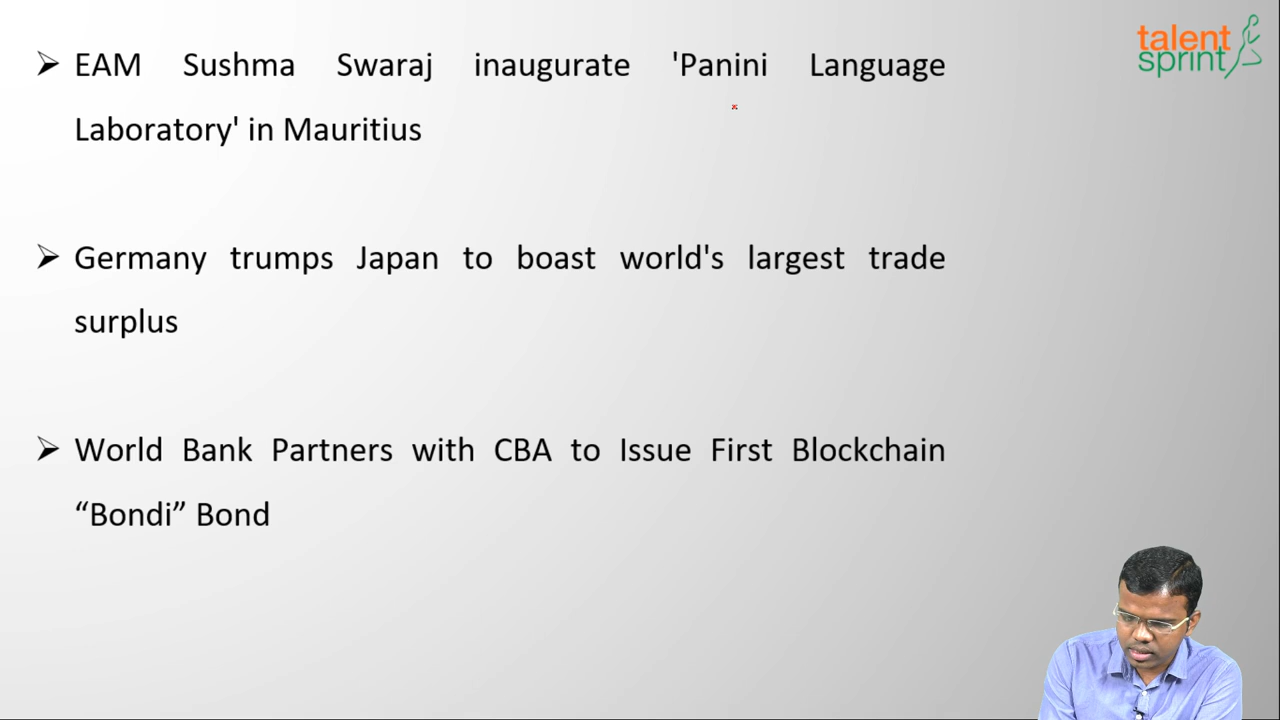 talent
sprint
EAM Sushma Swaraj inaugurate 'Panini Language
Laboratory' in Mauritius
Germany trumps Japan to boast world's largest trade
surplus
World Bank Partners with CBA to Issue First Blockchain
“Bondi” Bond